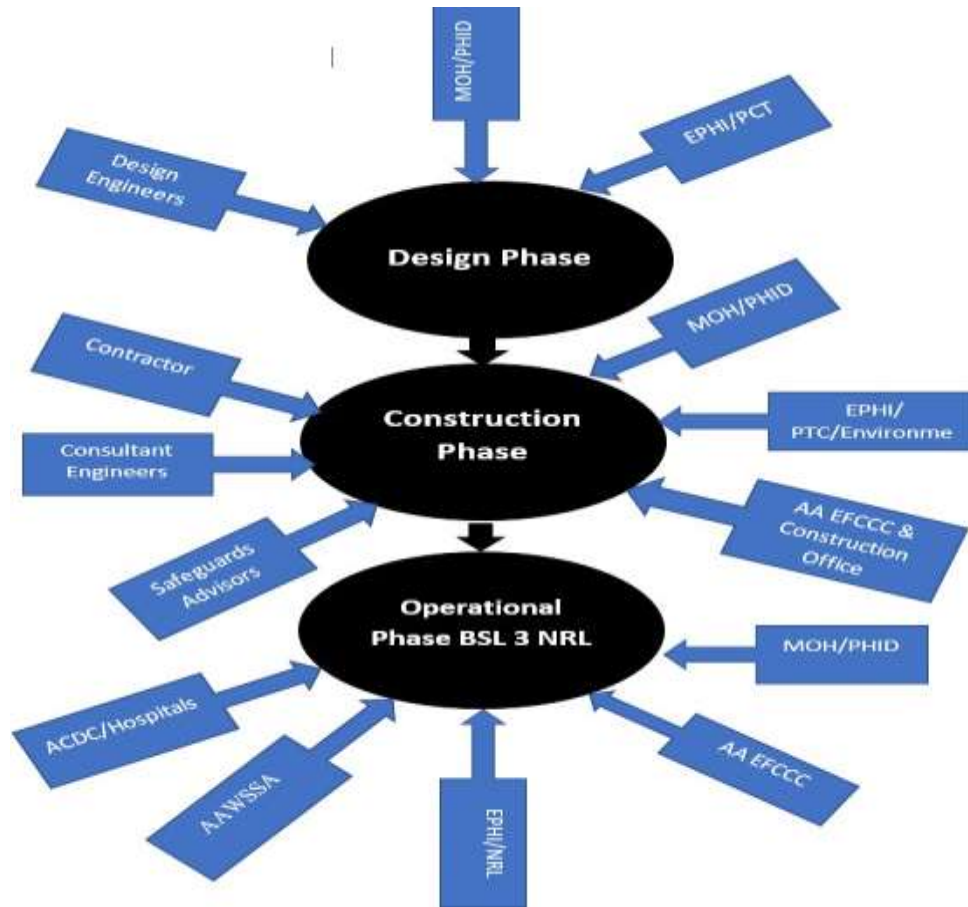 MOH/PHID
EPHI/PCT
Design
Engineers
Design Phase
MOH/PHID
Contractor
Construction
Phase
EPHI/
PTC/Environme
Consultant
Engineers
AA EFCCC &
Construction
Office
Safeguards
Advisors
Operational
Phase BSL 3 NRL
MOH/PHID
ACDC/Hospitals
AAWSSA
EPHI/NRL
AA EFCCC